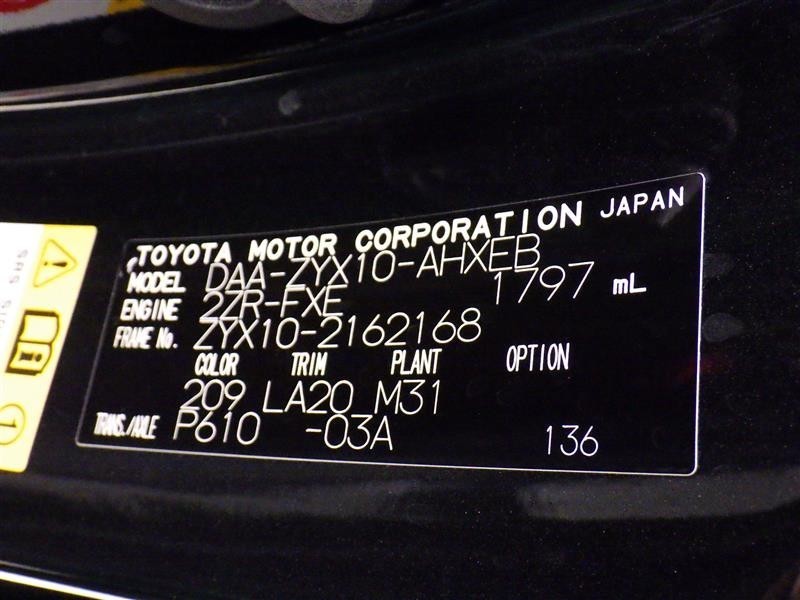 TOYOTA MOTOR CORPORATION JAPAN
MODEL DAA-ZYX10-AHXEB
ENGINE 2ZR-FXE 1797 mL
FRAME No. ZYX10-2162168
COLOR TRIM PLANT OPTION
209 LA20 M31
TRANS./AXLE P610 -03A 136